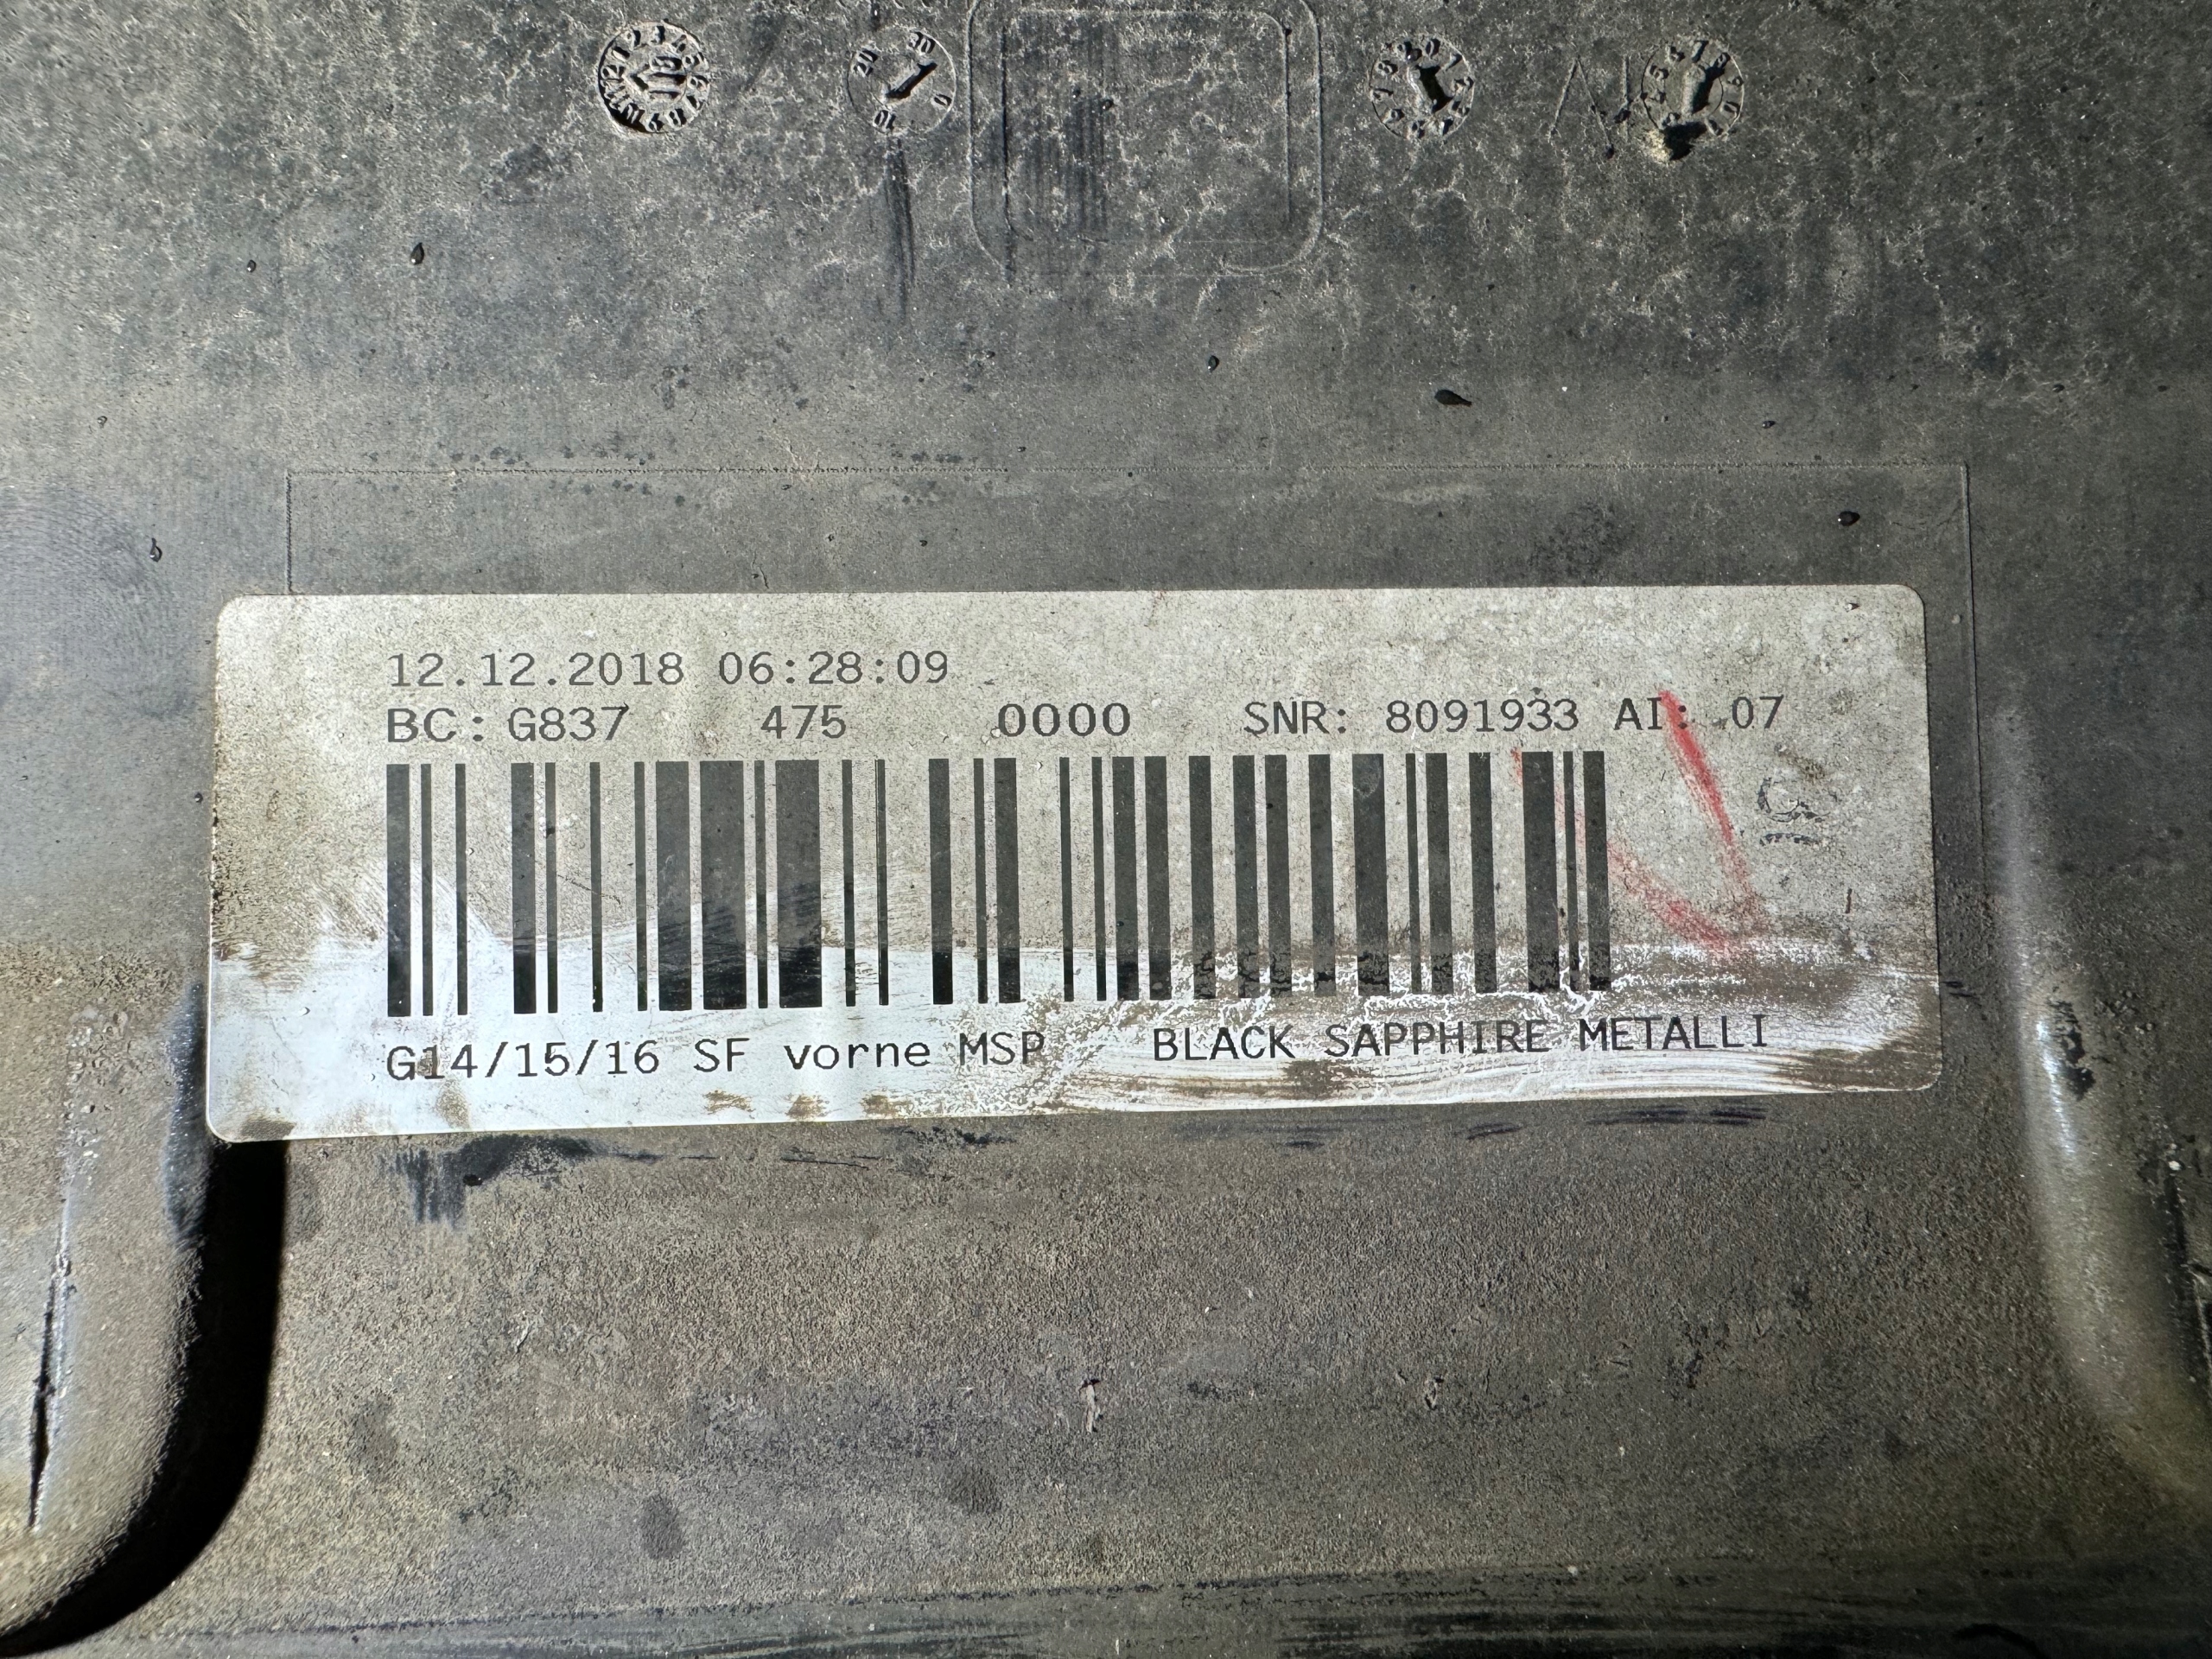 12.12.2018 06:28:09
BC: G837 475 0000 SNR: 8091933 AI: 07
G14/15/16 SF vorne MSP BLACK SAPPHIRE METALLI